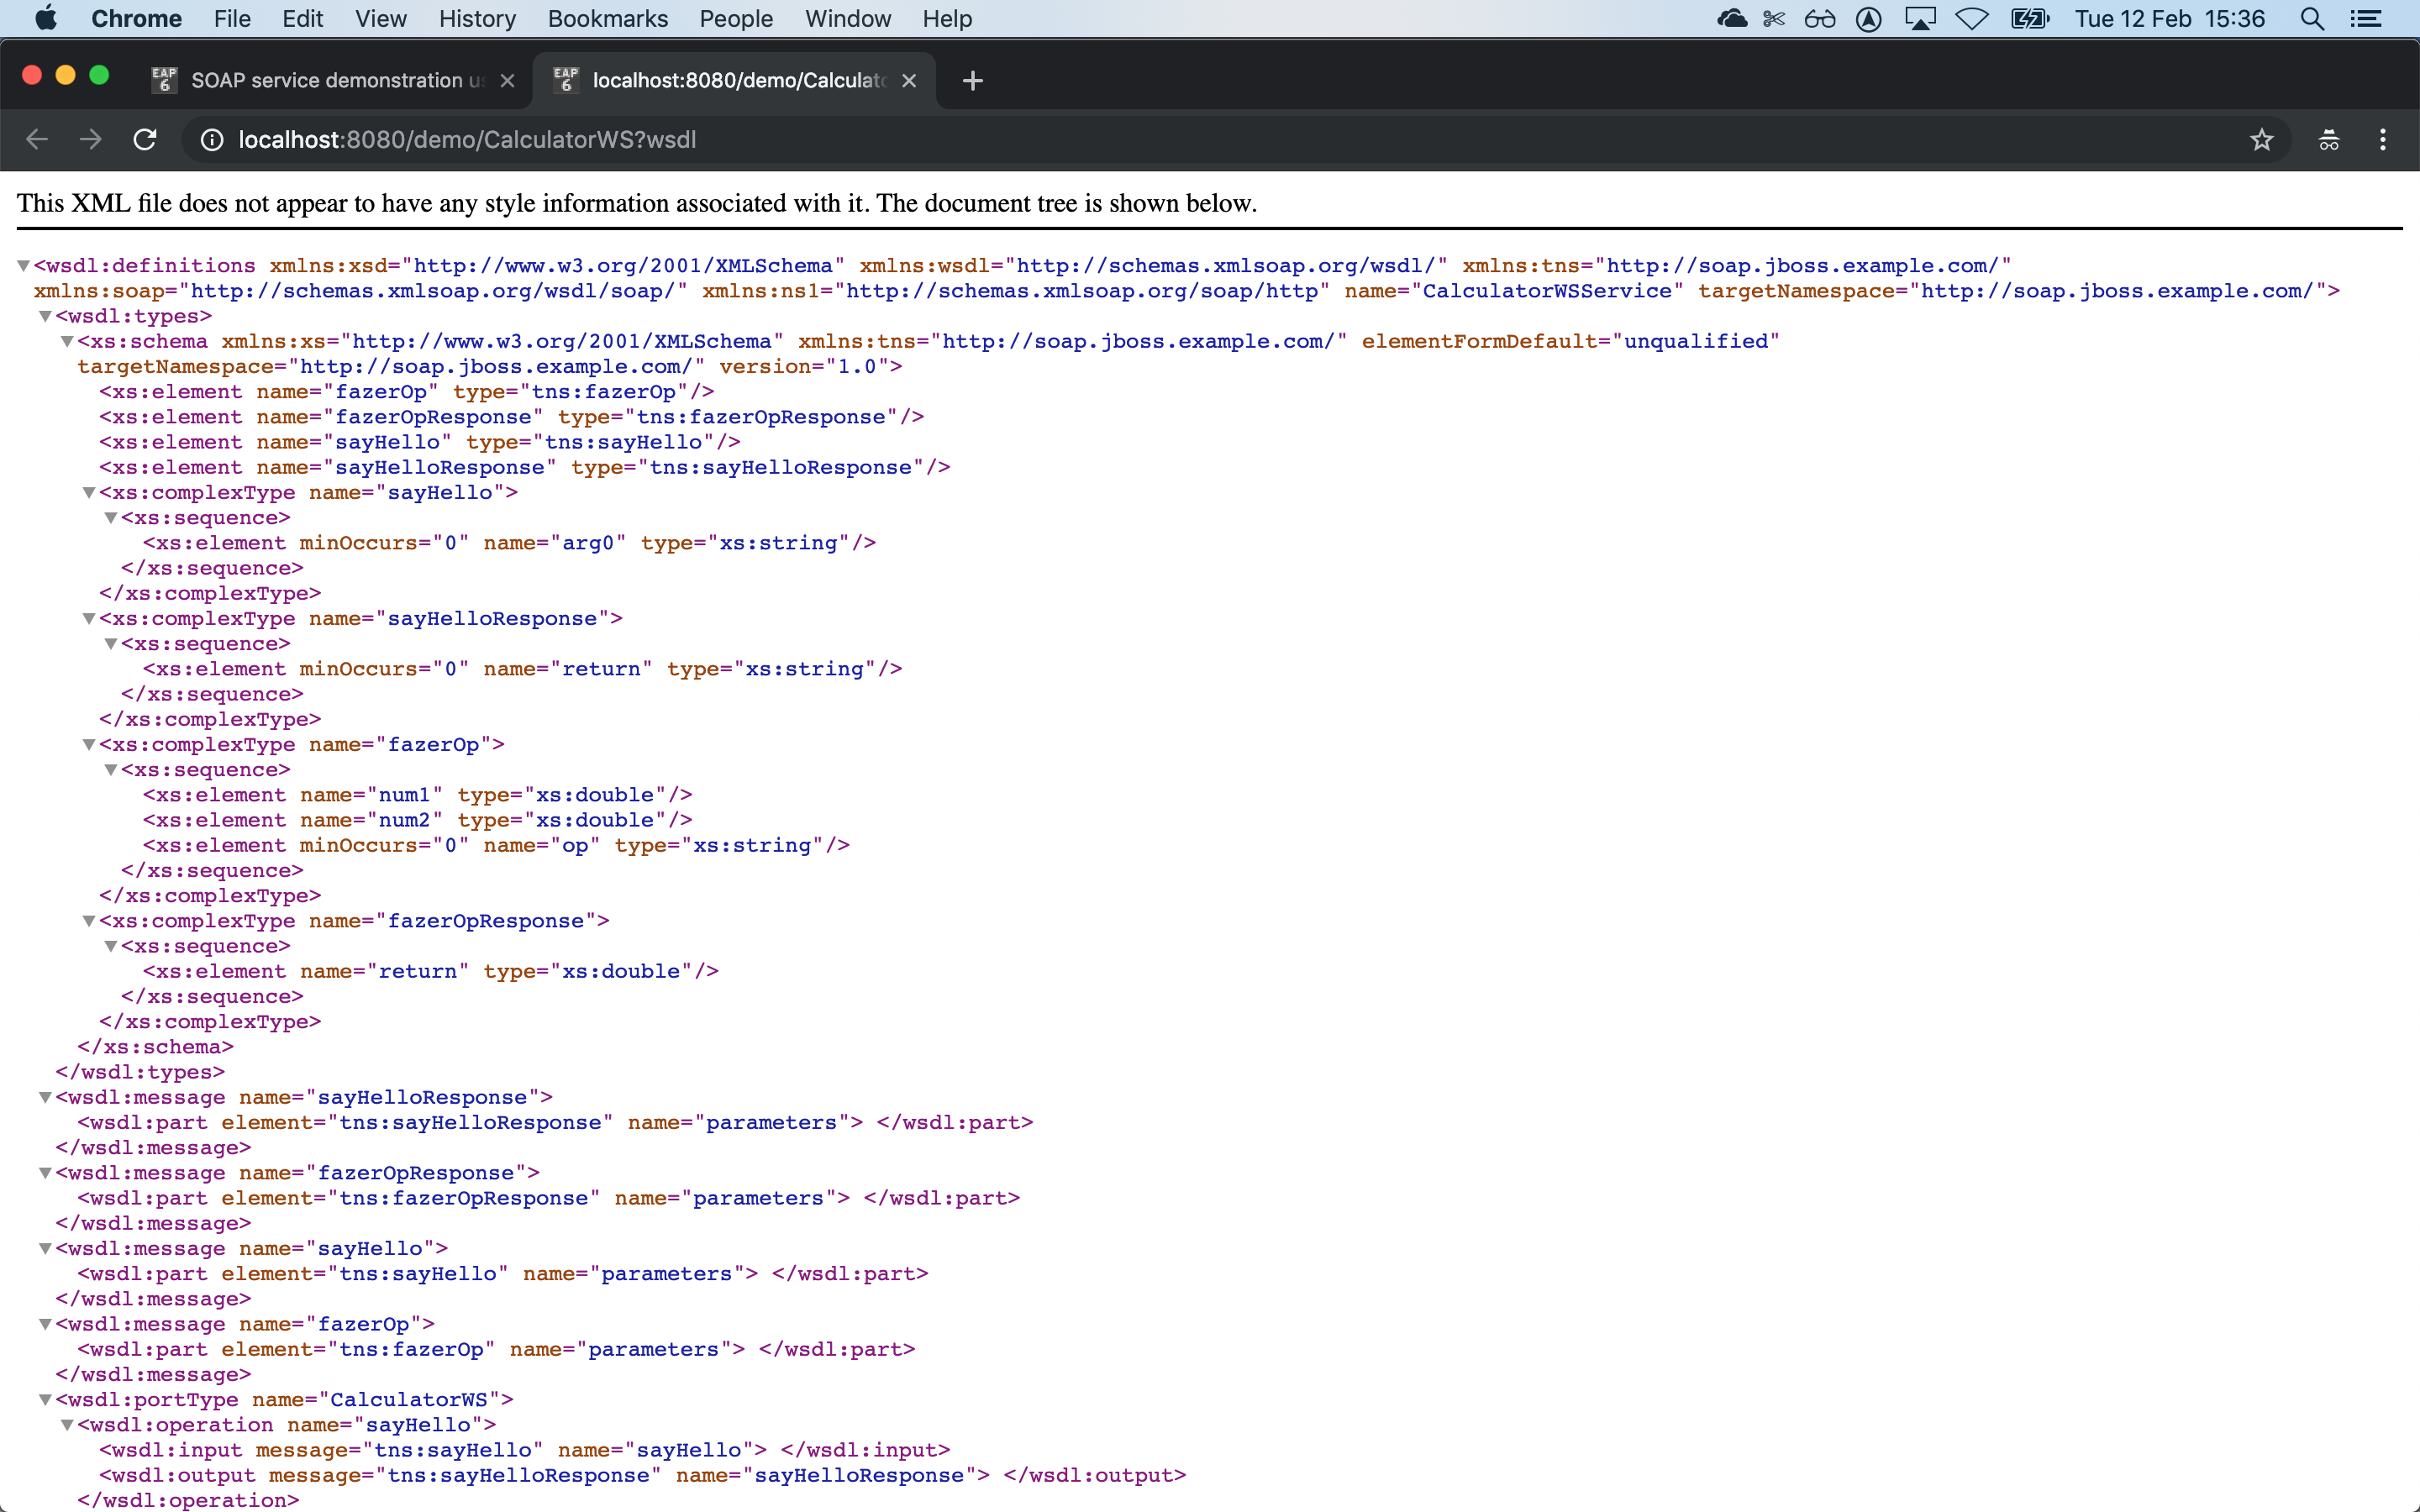 Chrome File Edit View History Bookmarks People Window Help Tue 12 Feb 15:36
EAP 6 SOAP service demonstration us EAP 6 localhost:8080/demo/Calculato
localhost:8080/demo/CalculatorWS?wsdl
This XML file does not appear to have any style information associated with it. The document tree is shown below.
<wsdl:definitions xmlns:xsd="http://www.w3.org/2001/XMLSchema" xmlns:wsdl="http://schemas.xmlsoap.org/wsdl/" xmlns:tns="http://soap.jboss.example.com/"
xmlns:soap="http://schemas.xmlsoap.org/wsdl/soap/" xmlns:ns1="http://schemas.xmlsoap.org/soap/http" name="CalculatorWSService" targetNamespace="http://soap.jboss.example.com/">
<wsdl:types>
<xs:schema xmlns:xs="http://www.w3.org/2001/XMLSchema" xmlns:tns="http://soap.jboss.example.com/" elementFormDefault="unqualified"
targetNamespace="http://soap.jboss.example.com/" version="1.0">
<xs:element name="fazerOp" type="tns:fazerOp"/>
<xs:element name="fazerOpResponse" type="tns:fazerOpResponse"/>
<xs:element name="sayHello" type="tns:sayHello"/>
<xs:element name="sayHelloResponse" type="tns:sayHelloResponse"/>
<xs:complexType name="sayHello">
<xs:sequence>
<xs:element minOccurs="0" name="arg0" type="xs:string"/>
</xs:sequence>
</xs:complexType>
<xs:complexType name="sayHelloResponse">
<xs:sequence>
<xs:element minOccurs="0" name="return" type="xs:string"/>
</xs:sequence>
</xs:complexType>
<xs:complexType name="fazerOp">
<xs:sequence>
<xs:element name="num1" type="xs:double"/>
<xs:element name="num2" type="xs:double"/>
<xs:element minOccurs="0" name="op" type="xs:string"/>
</xs:sequence>
</xs:complexType>
<xs:complexType name="fazerOpResponse">
<xs:sequence>
<xs:element name="return" type="xs:double"/>
</xs:sequence>
</xs:complexType>
</xs:schema>
</wsdl:types>
<wsdl:message name="sayHelloResponse">
<wsdl:part element="tns:sayHelloResponse" name="parameters"> </wsdl:part>
</wsdl:message>
<wsdl:message name="fazerOpResponse">
<wsdl:part element="tns:fazerOpResponse" name="parameters"> </wsdl:part>
</wsdl:message>
<wsdl:message name="sayHello">
<wsdl:part element="tns:sayHello" name="parameters"> </wsdl:part>
</wsdl:message>
<wsdl:message name="fazerOp">
<wsdl:part element="tns:fazerOp" name="parameters"> </wsdl:part>
</wsdl:message>
<wsdl:portType name="CalculatorWS">
<wsdl:operation name="sayHello">
<wsdl:input message="tns:sayHello" name="sayHello"> </wsdl:input>
<wsdl:output message="tns:sayHelloResponse" name="sayHelloResponse"> </wsdl:output>
</wsdl:operation>